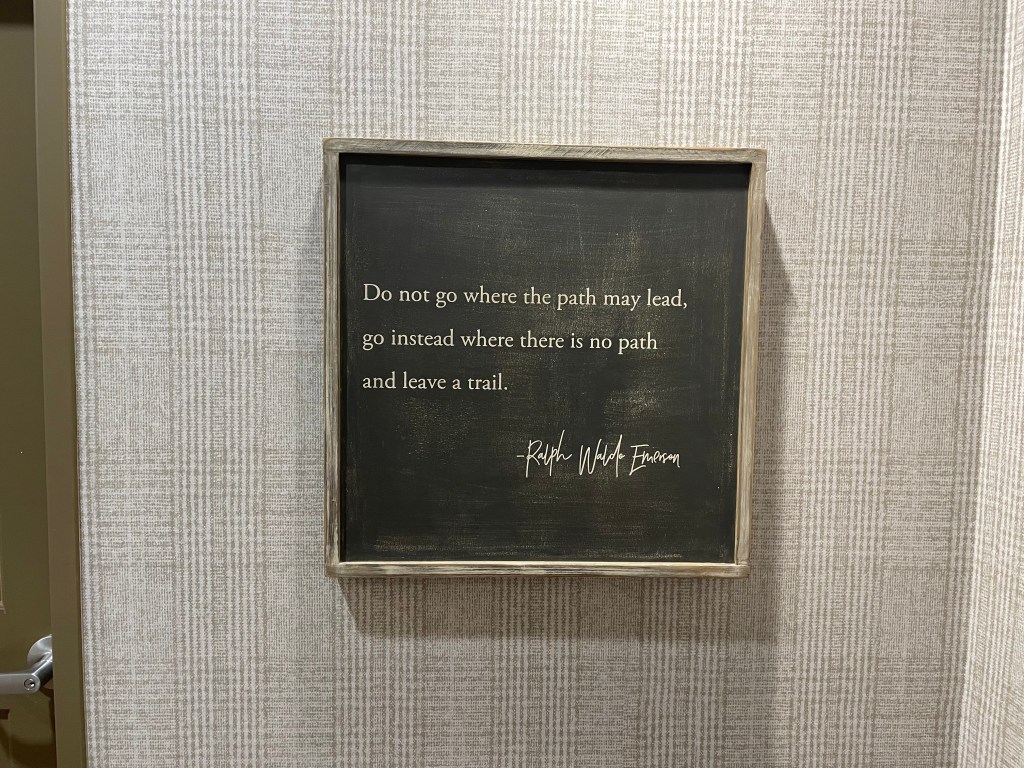 Do not go where the path may lead,
go instead where there is no path
and leave a trail.
-Ralph Waldo Emerson